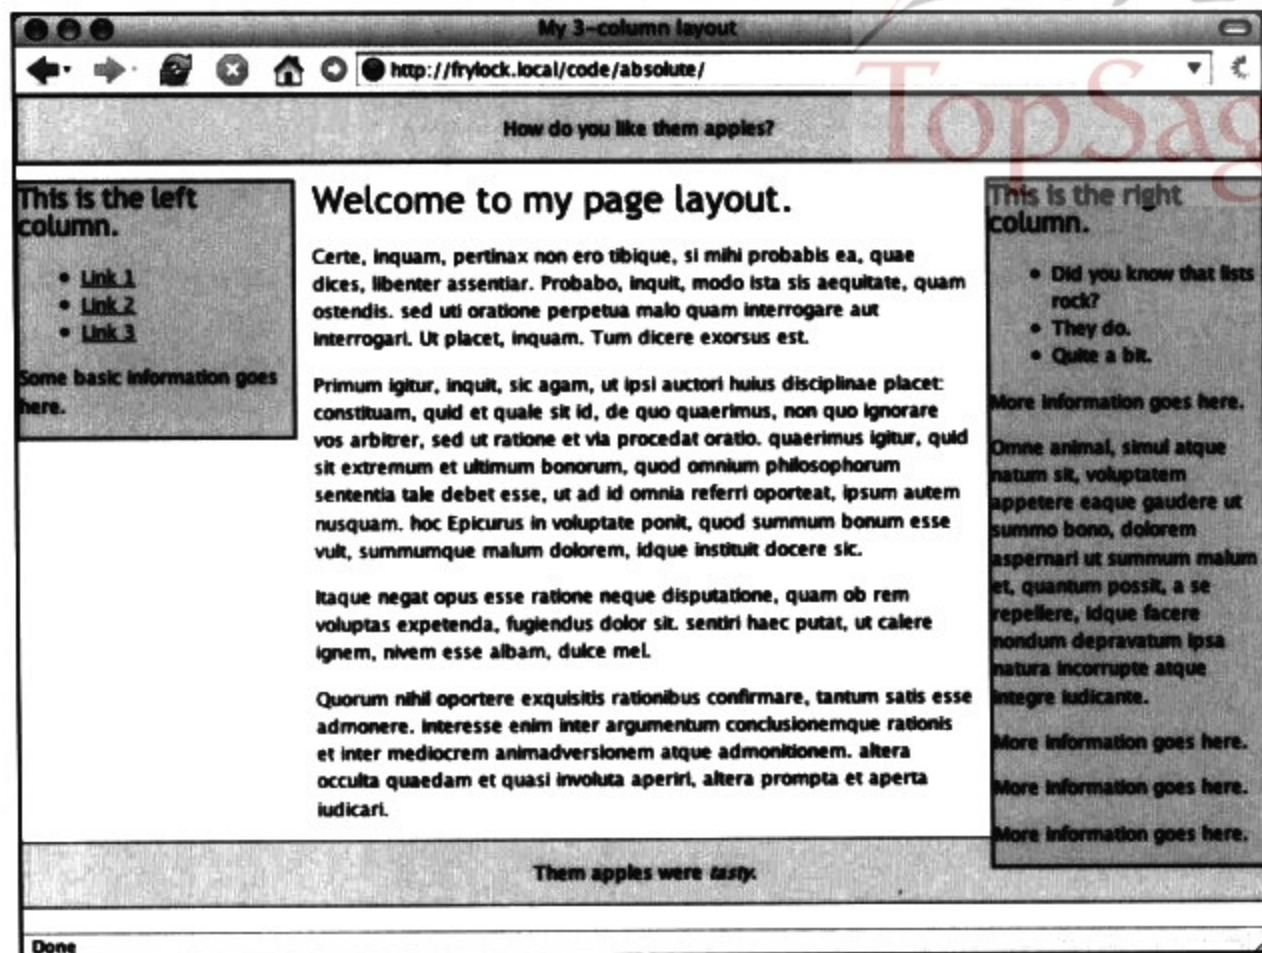 My 3-column layout
http://frylock.local/code/absolute/
TopSag
How do you like them apples?
This is the left
column.
• Link 1
• Link 2
• Link 3
Some basic information goes
here.
Welcome to my page layout.
Certe, inquam, pertinax non ero tibique, si mihi probabis ea, quae
dices, libenter assentiar. Probabo, inquit, modo ista sis aequitate, quam
ostendis. sed uti oratione perpetua malo quam interrogare aut
interrogari. Ut placet, inquam. Tum dicere exorsus est.
Primum igitur, inquit, sic agam, ut ipsi auctori huius disciplinae placet:
constituam, quid et quale sit id, de quo quaerimus, non quo ignorare
vos arbitrer, sed ut ratione et via procedat oratio. quaerimus igitur, quid
sit extremum et ultimum bonorum, quod omnium philosophorum
sententia tale debet esse, ut ad id omnia referri oporteat, ipsum autem
nusquam. hoc Epicurus in voluptate ponit, quod summum bonum esse
vult, summumque malum dolorem, idque instituit docere sic.
Itaque negat opus esse ratione neque disputatione, quam ob rem
voluptas expetenda, fugiendus dolor sit. sentiri haec putat, ut calere
ignem, nivem esse albam, dulce mel.
Quorum nihil oportere exquisitis rationibus confirmare, tantum satis esse
admonere. interesse enim inter argumentum conclusionemque rationis
et inter mediocrem animadversionem atque admonitionem. altera
occulta quaedam et quasi involuta aperiri, altera prompta et aperta
iudicari.
This is the right
column.
• Did you know that lists
rock?
• They do.
• Quite a bit.
More information goes here.
Omne animal, simul atque
natum sit, voluptatem
appetere eaque gaudere ut
summo bono, dolorem
aspernari ut summum malum
et, quantum possit, a se
repellere, idque facere
nondum depravatum ipsa
natura incorrupte atque
integre iudicante.
More information goes here.
More information goes here.
More information goes here.
Them apples were tasty.
Done